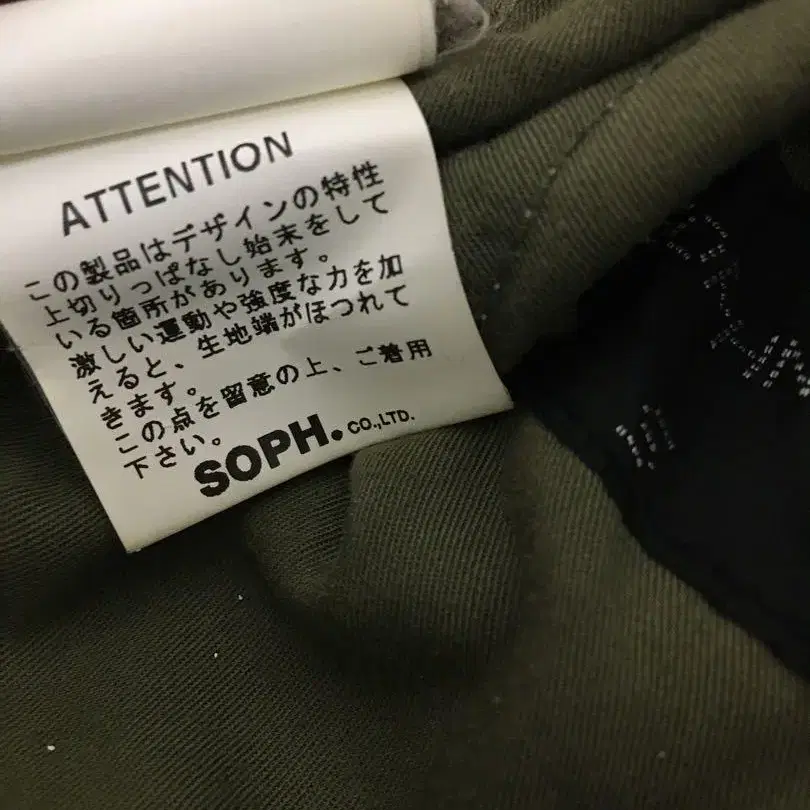 ATTENTION
この製品はデザインの特性
上切りっぱなし始末をして
いる箇所があります。
激しい運動や強度な力を加
えると、生地端がほつれて
きます。
この点を留意の上、ご着用
下さい。
SOPH. CO.,LTD.